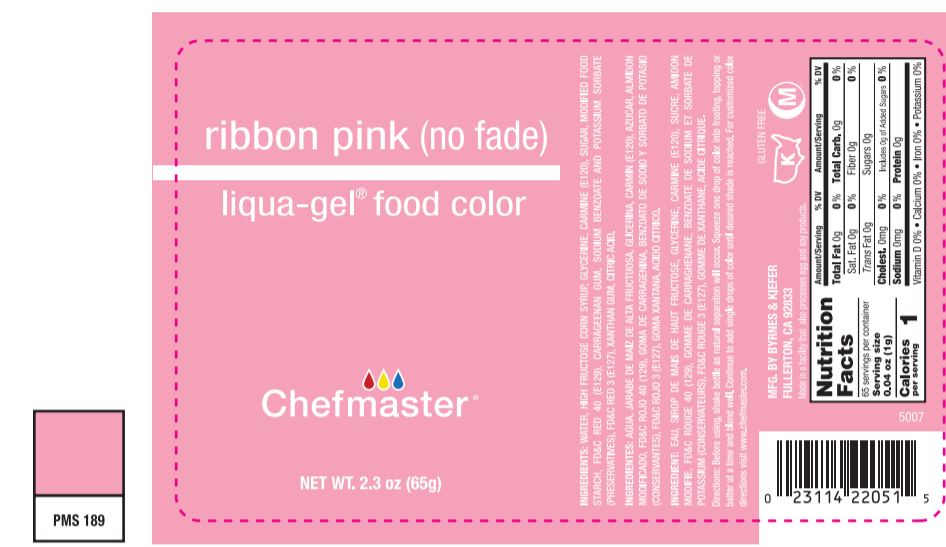 ribbon pink (no fade)
liqua-gel® food color
Chefmaster®
NET WT. 2.3 oz (65g)
PMS 189
INGREDIENTS: WATER, HIGH FRUCTOSE CORN SYRUP, GLYCERINE, CARMINE (E120), SUGAR, MODIFIED FOOD
STARCH, FD&C RED 40 (E129), CARRAGEENAN GUM, SODIUM BENZOATE AND POTASSIUM SORBATE
(PRESERVATIVES), FD&C RED 3 (E127), XANTHAN GUM, CITRIC ACID.
INGREDIENTES: AGUA, JARABE DE MAIZ DE ALTA FRUCTUOSA, GLICERINA, CARMIN (E120), AZUCAR, ALMIDON
MODIFICADO, FD&C ROJO 40 (129), GOMA DE CARRAGENINA, BENZOATO DE SODIO Y SORBATO DE POTASIO
(CONSERVANTES), FD&C ROJO 3 (E127), GOMA XANTANA, ACIDO CITRICO.
INGREDIENT: EAU, SIROP DE MAIS DE HAUT FRUCTOSE, GLYCERINE, CARMINE (E120), SUCRE, AMIDON
MODIFIE, FD&C ROUGE 40 (129), GOMME DE CARRAGHENANE, BENZOATE DE SODIUM ET SORBATE DE
POTASSIUM (CONSERVATEURS), FD&C ROUGE 3 (E127), GOMME DE XANTHANE, ACIDE CITRIQUE.
Directions: Before using, shake bottle as natural separation will occur. Squeeze one drop of color into frosting, topping or
batter at a time and blend well. Continue to add single drops of color until desired shade is reached. For customized color
directions visit www.chefmaster.com.
GLUTEN FREE
K
M
MFG. BY BYRNES & KIEFER
FULLERTON, CA 92833
Made in a facility that also processes egg and soy products.
Nutrition
Facts
65 servings per container
Serving size
0.04 oz (1g)
Calories 1
per serving
Amount/Serving % DV Amount/Serving % DV
Total Fat 0g 0% Total Carb. 0g 0%
Sat. Fat 0g 0% Fiber 0g 0%
Trans Fat 0g Sugars 0g
Cholest. 0mg 0% Includes 0g of Added Sugars 0%
Sodium 0mg 0% Protein 0g
Vitamin D 0% • Calcium 0% • Iron 0% • Potassium 0%
5007
0 23114 22051 5